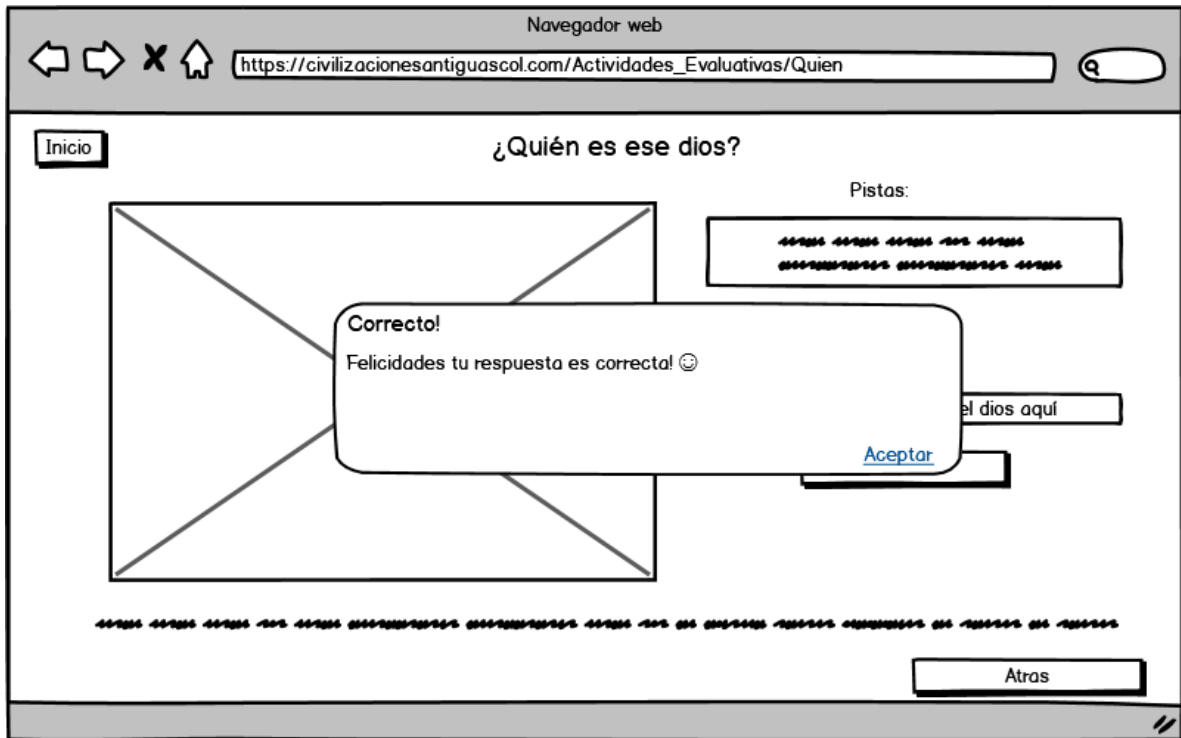 Navegador web
https://civilizacionesantiguascol.com/Actividades_Evaluativas/Quien
Inicio
¿Quién es ese dios?
Pistas:
Correcto!
Felicidades tu respuesta es correcta! ☺
el dios aquí
Aceptar
Atras